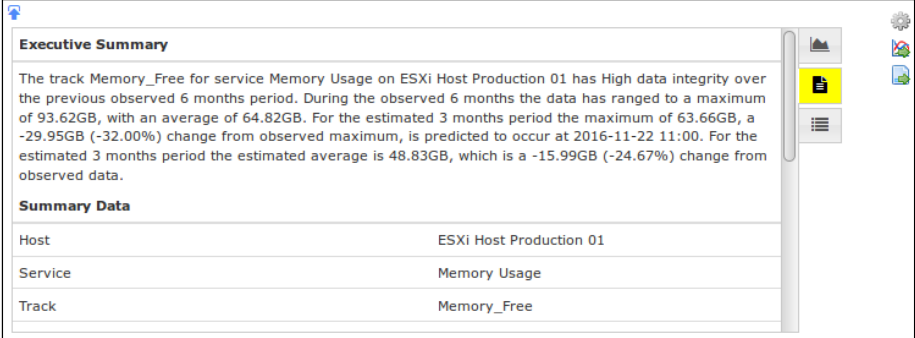 Executive Summary
The track Memory_Free for service Memory Usage on ESXi Host Production 01 has High data integrity over
the previous observed 6 months period. During the observed 6 months the data has ranged to a maximum
of 93.62GB, with an average of 64.82GB. For the estimated 3 months period the maximum of 63.66GB, a
-29.95GB (-32.00%) change from observed maximum, is predicted to occur at 2016-11-22 11:00. For the
estimated 3 months period the estimated average is 48.83GB, which is a -15.99GB (-24.67%) change from
observed data.
Summary Data
Host ESXi Host Production 01
Service Memory Usage
Track Memory_Free